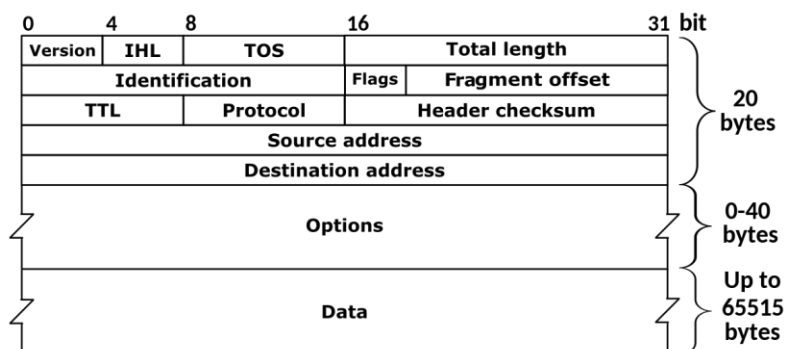 0 4 8 16 31 bit
Version IHL TOS Total length
Identification Flags Fragment offset
TTL Protocol Header checksum
20
bytes
Source address
Destination address
Options
0-40
bytes
Data
Up to
65515
bytes